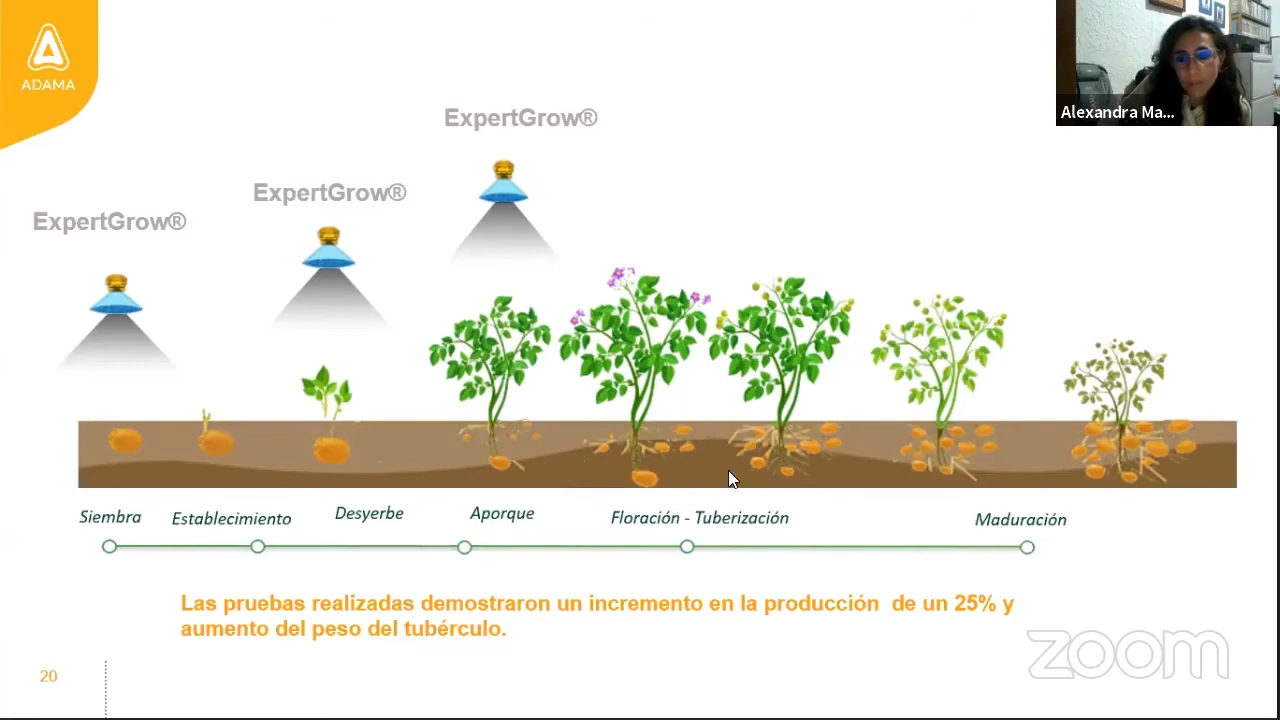 ADAMA
Alexandra Ma...
ExpertGrow®
ExpertGrow®
ExpertGrow®
Siembra
Establecimiento
Desyerbe
Aporque
Floración - Tuberización
Maduración
Las pruebas realizadas demostraron un incremento en la producción de un 25% y
aumento del peso del tubérculo.
zoom
20